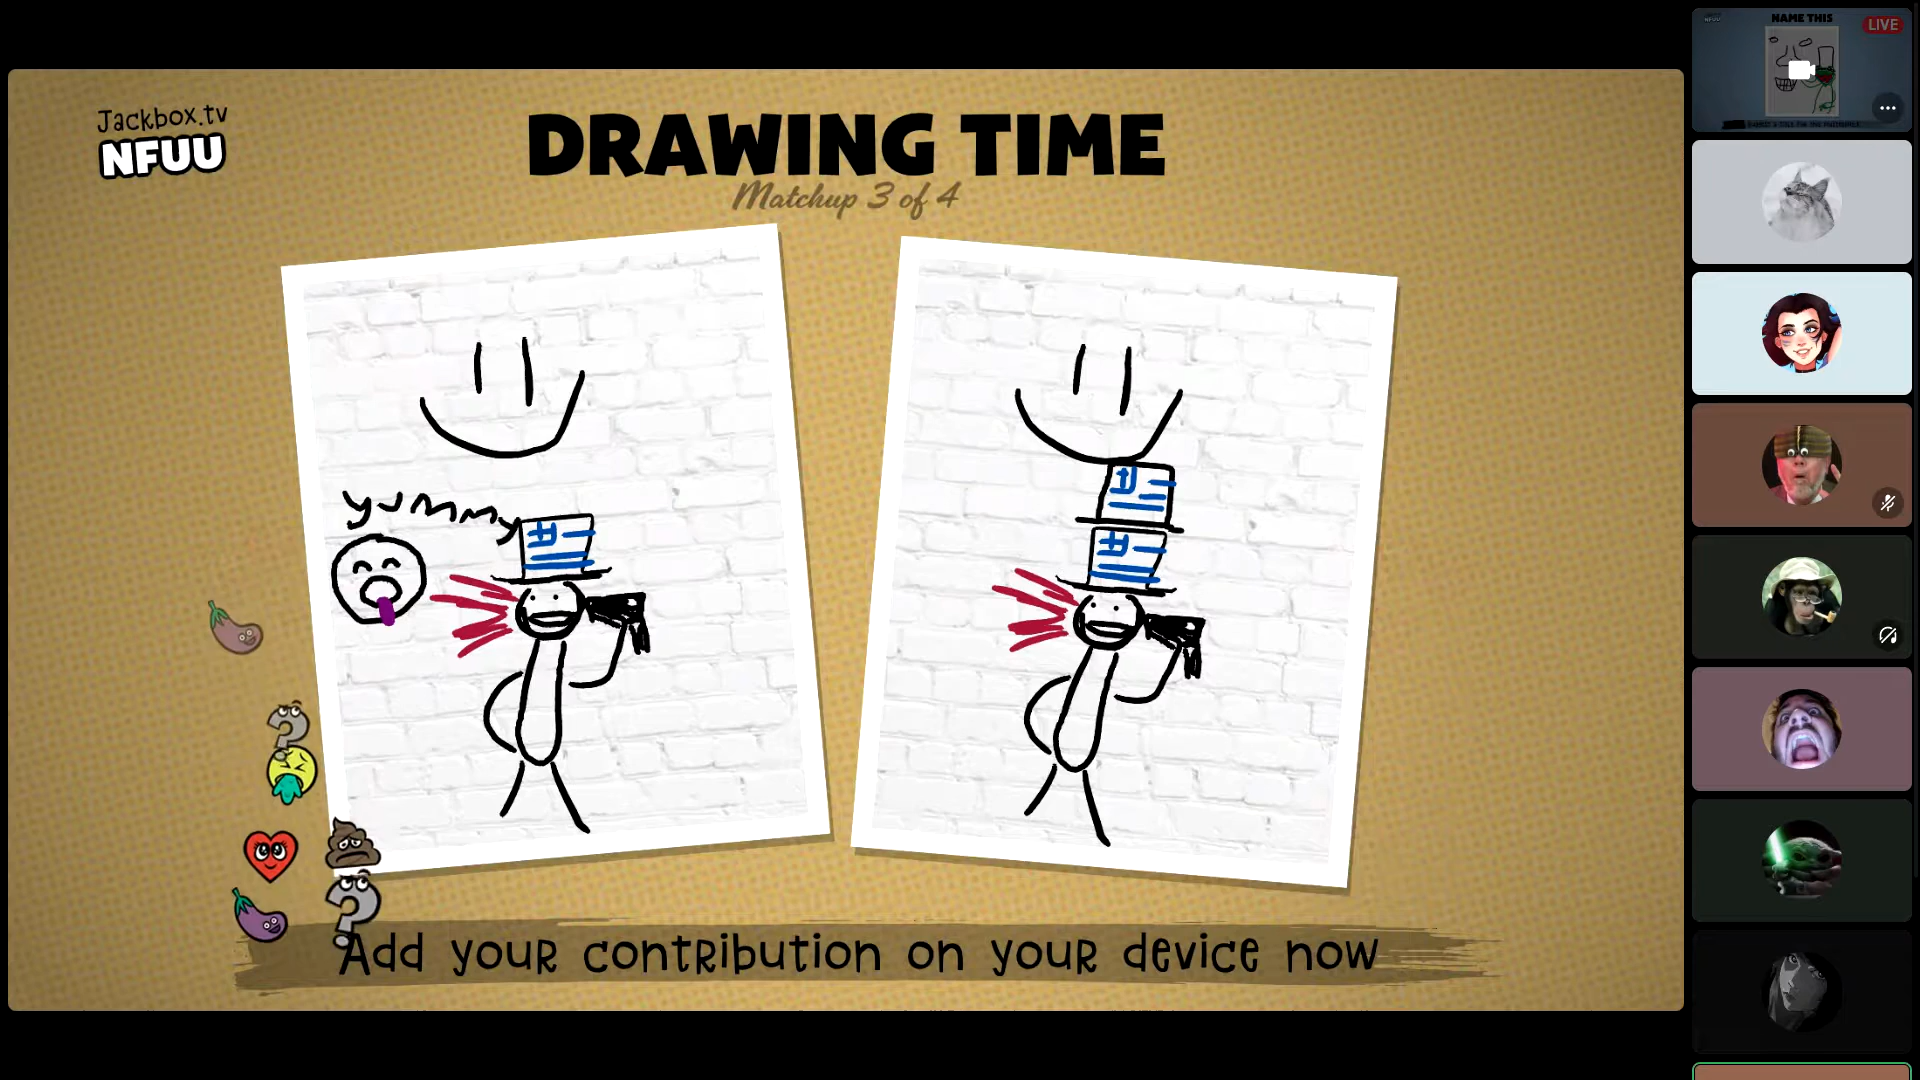 Jackbox.tv
NFUU
DRAWING TIME
Matchup 3 of 4
yummy
Add your contribution on your device now
NAME THIS
LIVE
NFUU